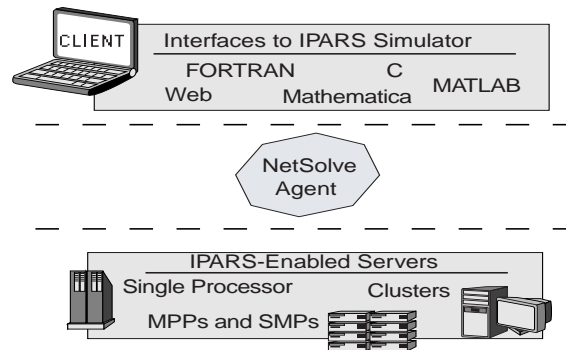 CLIENT
Interfaces to IPARS Simulator
FORTRAN C
Web Mathematica MATLAB
NetSolve
Agent
IPARS-Enabled Servers
Single Processor Clusters
MPPs and SMPs